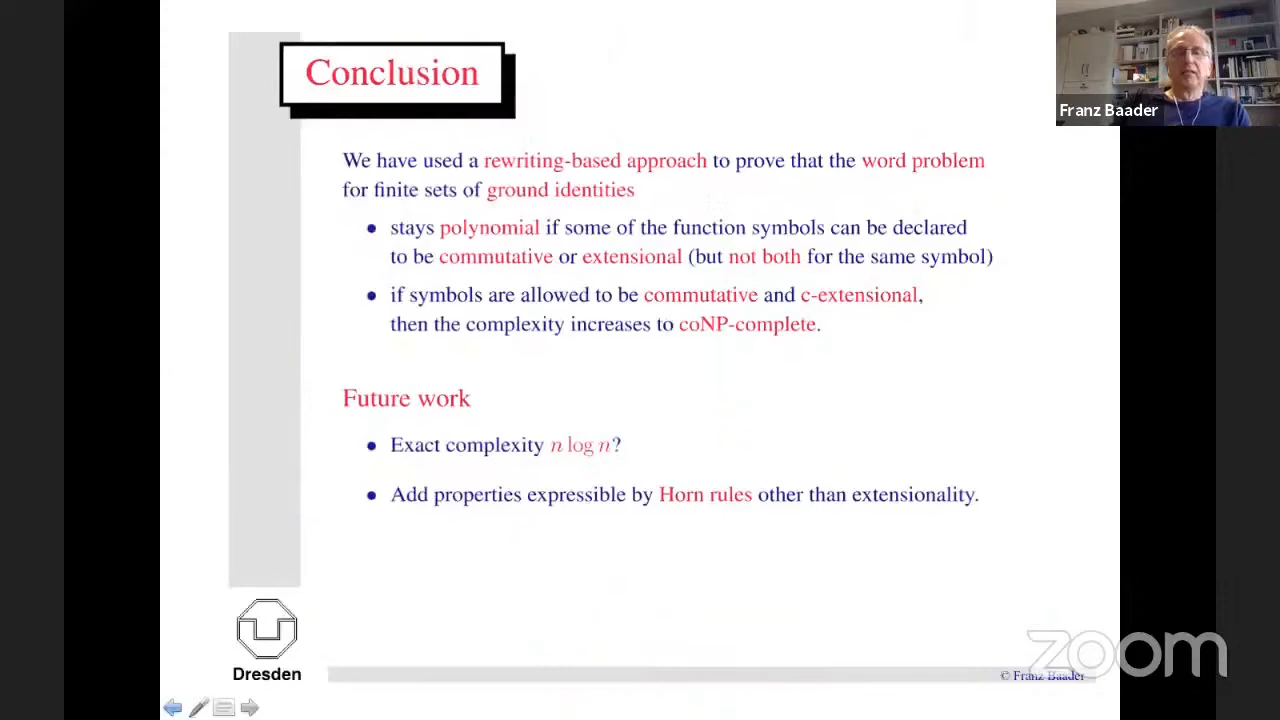 Conclusion
Franz Baader
We have used a rewriting-based approach to prove that the word problem
for finite sets of ground identities
• stays polynomial if some of the function symbols can be declared
to be commutative or extensional (but not both for the same symbol)
• if symbols are allowed to be commutative and c-extensional,
then the complexity increases to coNP-complete.
Future work
• Exact complexity n log n?
• Add properties expressible by Horn rules other than extensionality.
Dresden
© Franz Baader
zoom